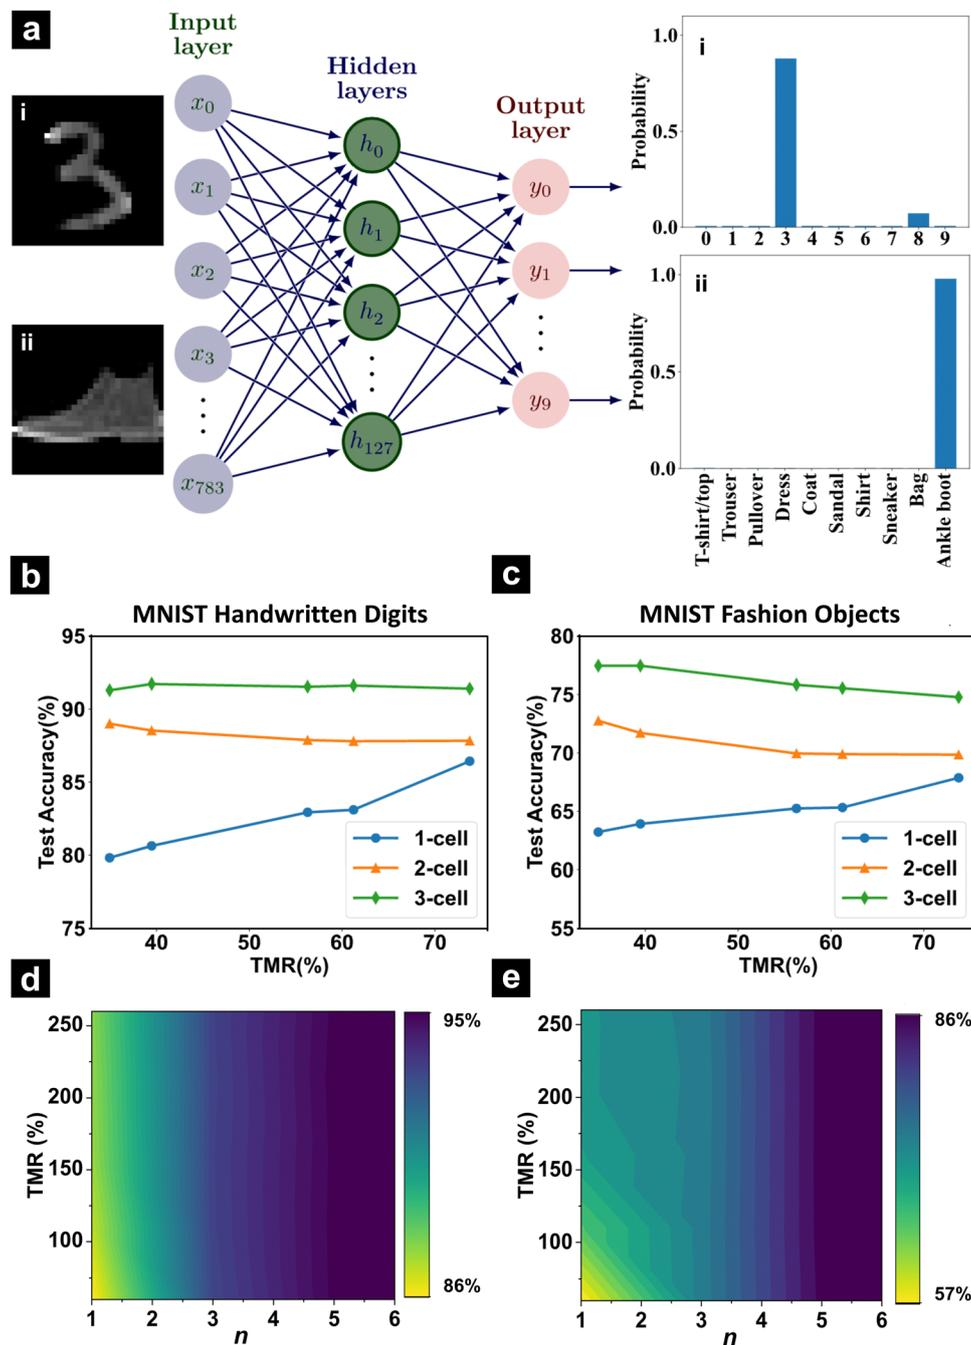 a
Input
layer
Hidden
layers
Output
layer
i
ii
x0
x1
x2
x3
x783
h0
h1
h2
h127
y0
y1
y9
i
Probability
1.0
0.5
0.0
0 1 2 3 4 5 6 7 8 9
ii
Probability
1.0
0.5
0.0
T-shirt/top
Trouser
Pullover
Dress
Coat
Sandal
Shirt
Sneaker
Bag
Ankle boot
b
MNIST Handwritten Digits
Test Accuracy(%)
95
90
85
80
75
40 50 60 70
TMR(%)
1-cell
2-cell
3-cell
c
MNIST Fashion Objects
Test Accuracy(%)
80
75
70
65
60
55
40 50 60 70
TMR(%)
1-cell
2-cell
3-cell
d
TMR (%)
250
200
150
100
1 2 3 4 5 6
n
95%
86%
e
TMR (%)
250
200
150
100
1 2 3 4 5 6
n
86%
57%